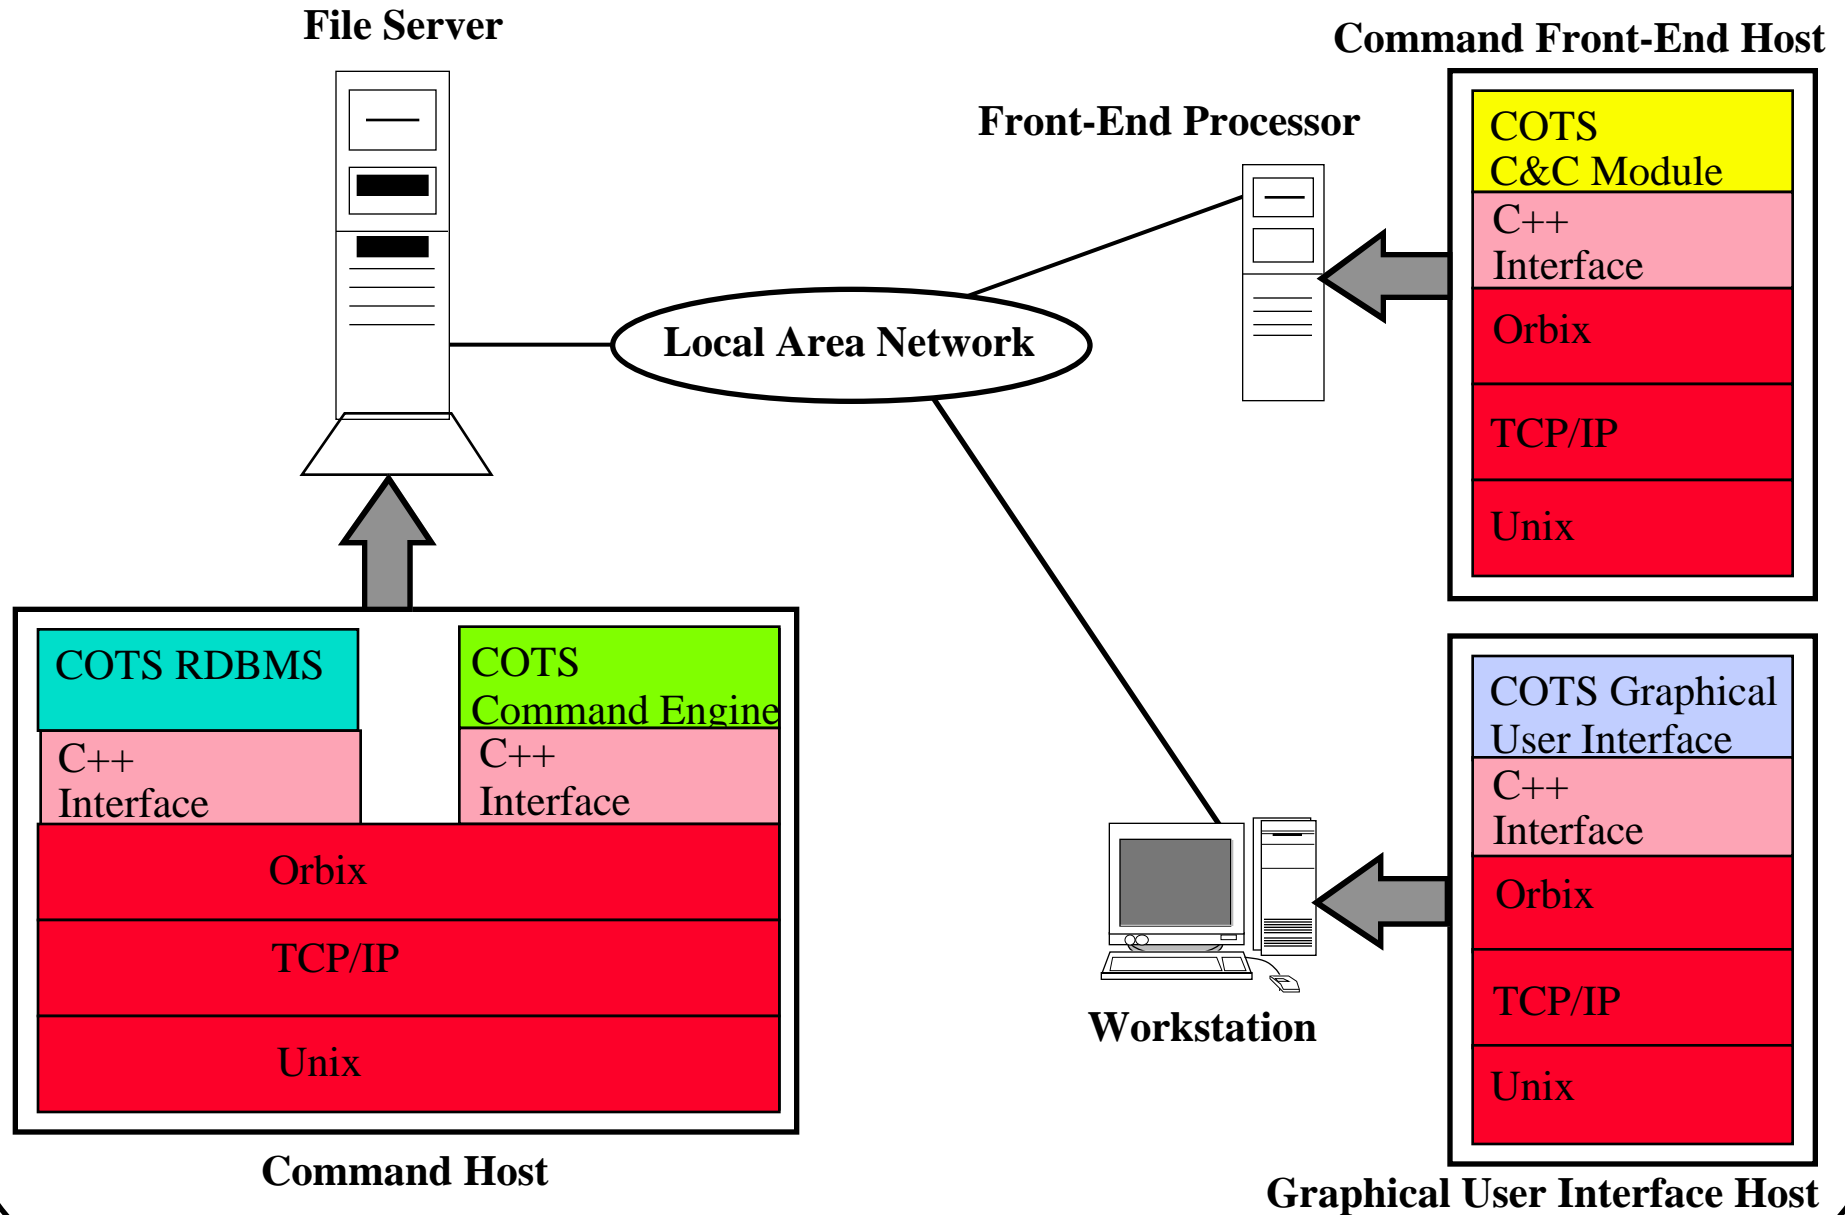 File Server
Command Front-End Host
Front-End Processor
COTS
C&C Module
C++
Interface
Orbix
TCP/IP
Unix
Local Area Network
COTS RDBMS
C++
Interface
COTS
Command Engine
C++
Interface
Orbix
TCP/IP
Unix
Command Host
Workstation
COTS Graphical
User Interface
C++
Interface
Orbix
TCP/IP
Unix
Graphical User Interface Host